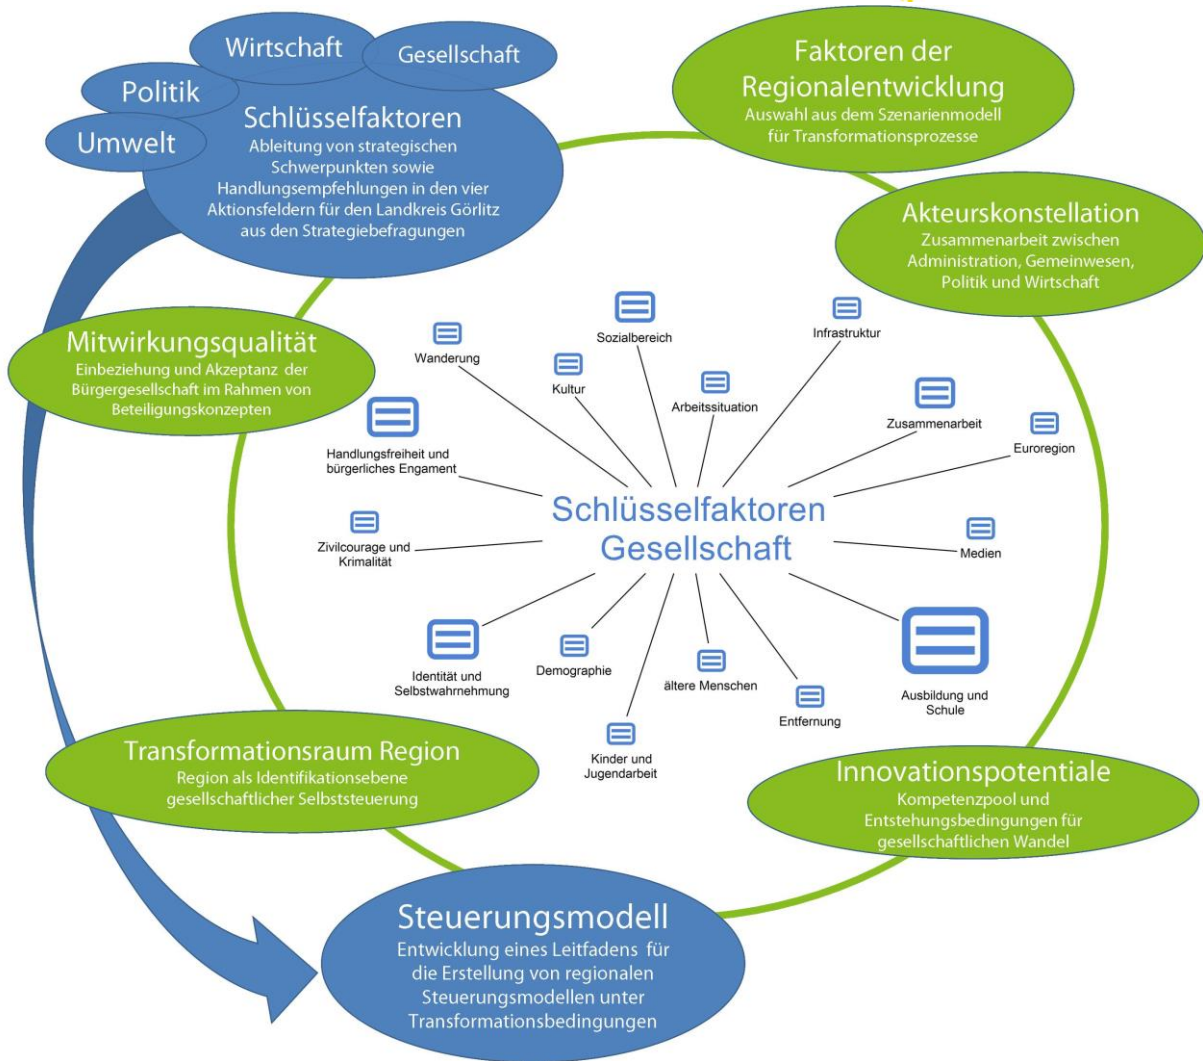 Wirtschaft
Gesellschaft
Politik
Umwelt
Schlüsselfaktoren
Ableitung von strategischen
Schwerpunkten sowie
Handlungsempfehlungen in den vier
Aktionsfeldern für den Landkreis Görlitz
aus den Strategiebefragungen
Faktoren der
Regionalentwicklung
Auswahl aus dem Szenarienmodell
für Transformationsprozesse
Akteurskonstellation
Zusammenarbeit zwischen
Administration, Gemeinwesen,
Politik und Wirtschaft
Mitwirkungsqualität
Einbeziehung und Akzeptanz der
Bürgergesellschaft im Rahmen von
Beteiligungskonzepten
Wanderung
Kultur
Sozialbereich
Arbeitssituation
Infrastruktur
Zusammenarbeit
Euroregion
Handlungsfreiheit und
bürgerliches Engament
Schlüsselfaktoren
Gesellschaft
Zivilcourage und
Krimalität
Medien
Identität und
Selbstwahrnehmung
Demographie
Kinder und
Jugendarbeit
ältere Menschen
Entfernung
Ausbildung und
Schule
Transformationsraum Region
Region als Identifikationsebene
gesellschaftlicher Selbststeuerung
Innovationspotentiale
Kompetenzpool und
Entstehungsbedingungen für
gesellschaftlichen Wandel
Steuerungsmodell
Entwicklung eines Leitfadens für
die Erstellung von regionalen
Steuerungsmodellen unter
Transformationsbedingungen